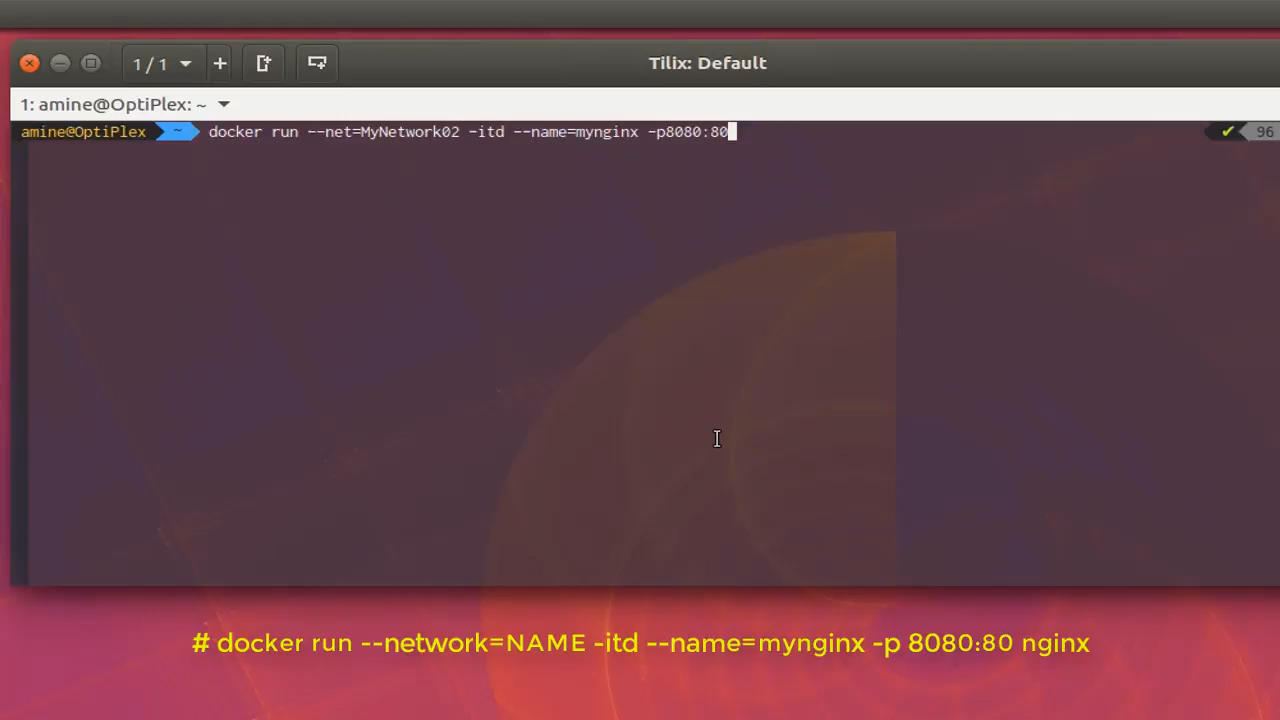 1 / 1
Tilix: Default
1: amine@OptiPlex: ~
amine@OptiPlex ~ docker run --net=MyNetwork02 -itd --name=mynginx -p8080:80 ✔ 96
# docker run --network=NAME -itd --name=mynginx -p 8080:80 nginx